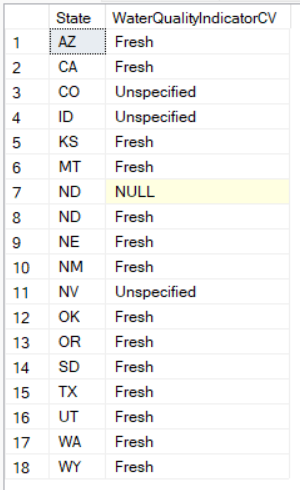 State WaterQualityIndicatorCV
1 AZ Fresh
2 CA Fresh
3 CO Unspecified
4 ID Unspecified
5 KS Fresh
6 MT Fresh
7 ND NULL
8 ND Fresh
9 NE Fresh
10 NM Fresh
11 NV Unspecified
12 OK Fresh
13 OR Fresh
14 SD Fresh
15 TX Fresh
16 UT Fresh
17 WA Fresh
18 WY Fresh